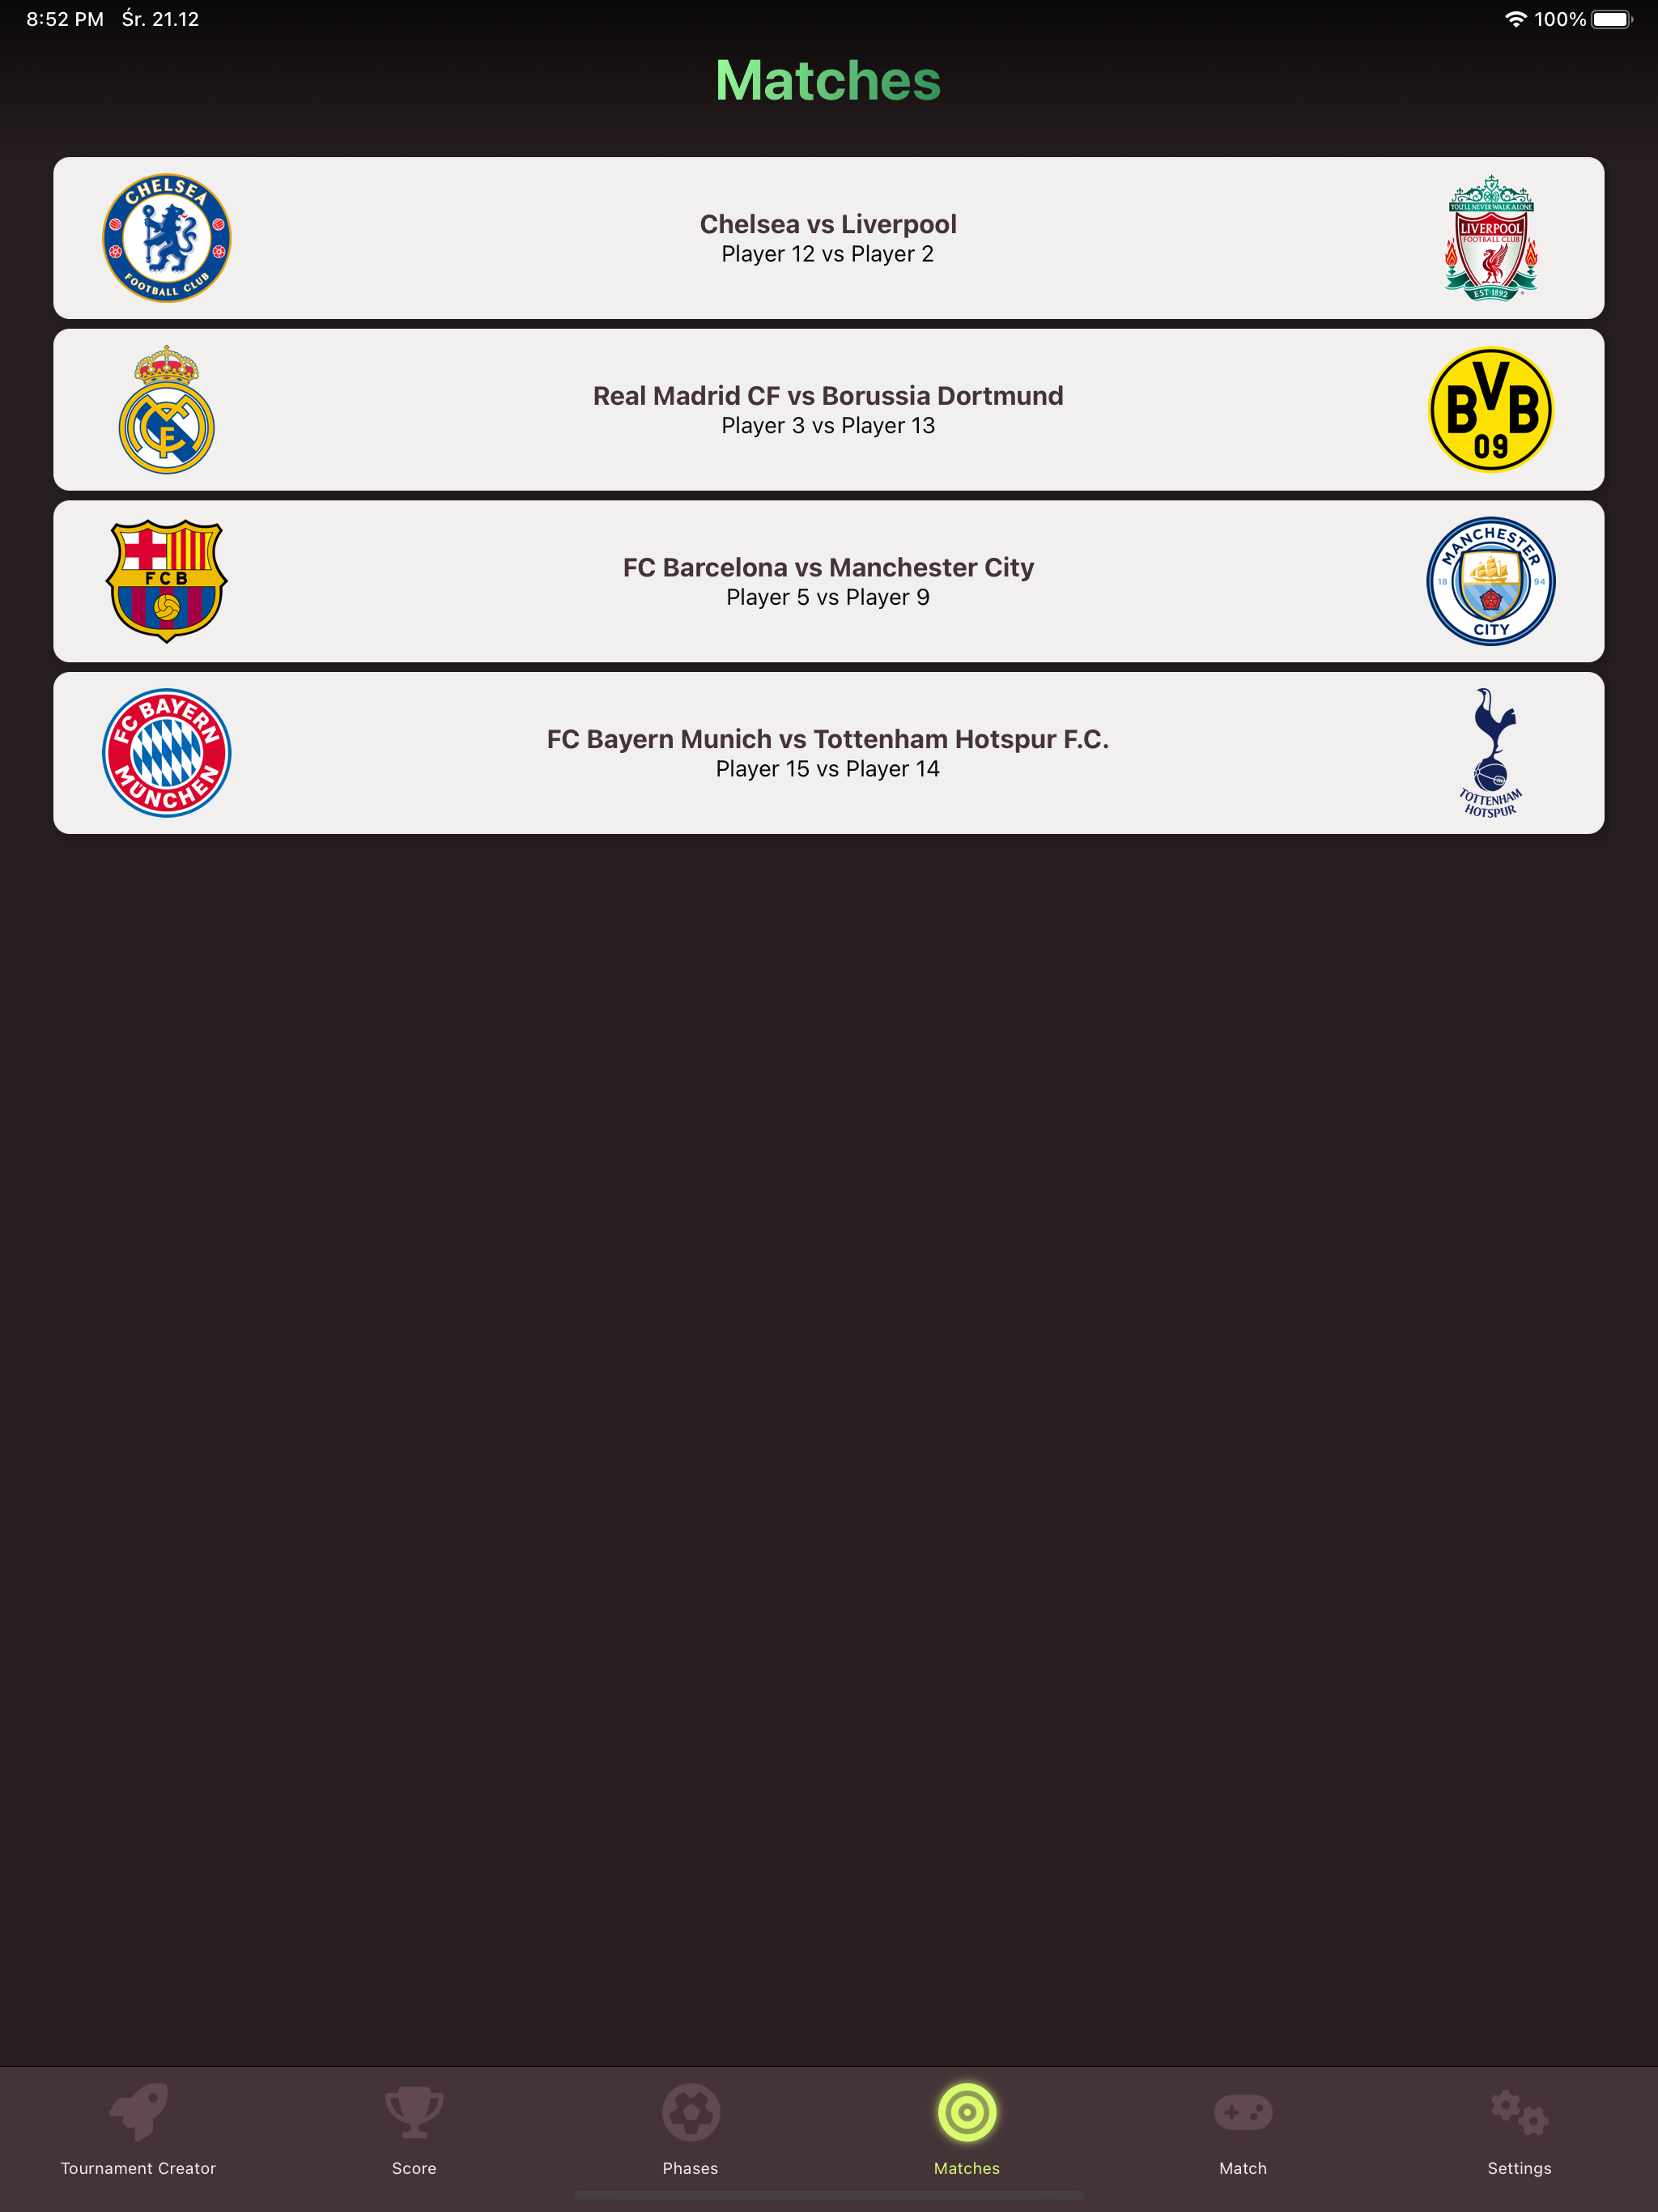 8:52 PM Śr. 21.12 100%
Matches
CHELSEA
FOOTBALL CLUB
Chelsea vs Liverpool
Player 12 vs Player 2
YOU'LL NEVER WALK ALONE
LIVERPOOL
FOOTBALL CLUB
EST·1892
Real Madrid CF vs Borussia Dortmund
Player 3 vs Player 13
BVB
09
FCB
FC Barcelona vs Manchester City
Player 5 vs Player 9
MANCHESTER
18 94
CITY
FC BAYERN
MÜNCHEN
FC Bayern Munich vs Tottenham Hotspur F.C.
Player 15 vs Player 14
TOTTENHAM
HOTSPUR
Tournament Creator Score Phases Matches Match Settings